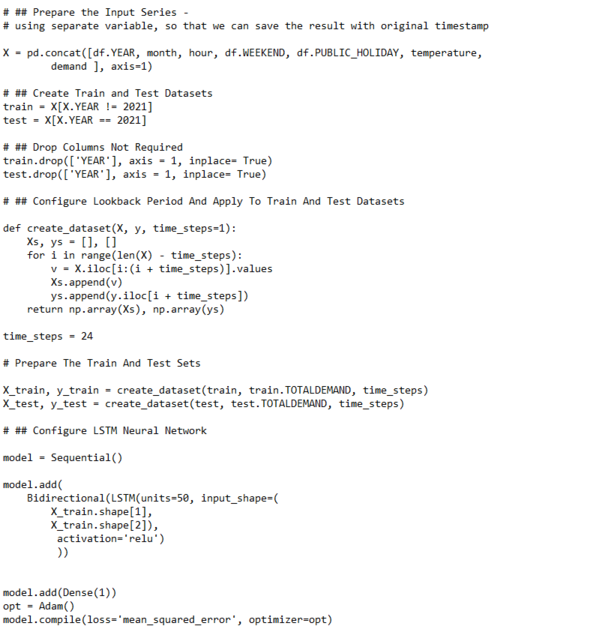 # ## Prepare the Input Series -
# using separate variable, so that we can save the result with original timestamp
X = pd.concat([df.YEAR, month, hour, df.WEEKEND, df.PUBLIC_HOLIDAY, temperature,
        demand ], axis=1)
# ## Create Train and Test Datasets
train = X[X.YEAR != 2021]
test = X[X.YEAR == 2021]
# ## Drop Columns Not Required
train.drop(['YEAR'], axis = 1, inplace= True)
test.drop(['YEAR'], axis = 1, inplace= True)
# ## Configure Lookback Period And Apply To Train And Test Datasets
def create_dataset(X, y, time_steps=1):
    Xs, ys = [], []
    for i in range(len(X) - time_steps):
        v = X.iloc[i:(i + time_steps)].values
        Xs.append(v)
        ys.append(y.iloc[i + time_steps])
    return np.array(Xs), np.array(ys)
time_steps = 24
# Prepare The Train And Test Sets
X_train, y_train = create_dataset(train, train.TOTALDEMAND, time_steps)
X_test, y_test = create_dataset(test, test.TOTALDEMAND, time_steps)
# ## Configure LSTM Neural Network
model = Sequential()
model.add(
    Bidirectional(LSTM(units=50, input_shape=(
        X_train.shape[1],
        X_train.shape[2]),
         activation='relu')
         ))
model.add(Dense(1))
opt = Adam()
model.compile(loss='mean_squared_error', optimizer=opt)